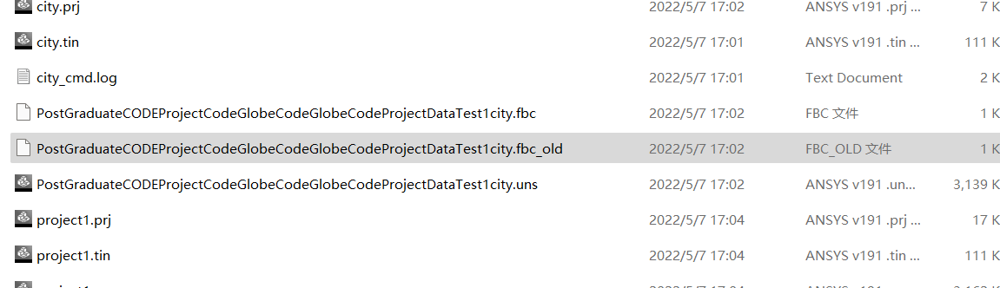 city.prj 2022/5/7 17:02 ANSYS v191 .prj ... 7 K
city.tin 2022/5/7 17:01 ANSYS v191 .tin ... 111 K
city_cmd.log 2022/5/7 17:01 Text Document 2 K
PostGraduateCODEProjectCodeGlobeCodeGlobeCodeProjectDataTest1city.fbc 2022/5/7 17:02 FBC 文件 1 K
PostGraduateCODEProjectCodeGlobeCodeGlobeCodeProjectDataTest1city.fbc_old 2022/5/7 17:02 FBC_OLD 文件 1 K
PostGraduateCODEProjectCodeGlobeCodeGlobeCodeProjectDataTest1city.uns 2022/5/7 17:02 ANSYS v191 .un... 3,139 K
project1.prj 2022/5/7 17:04 ANSYS v191 .prj ... 17 K
project1.tin 2022/5/7 17:04 ANSYS v191 .tin ... 111 K